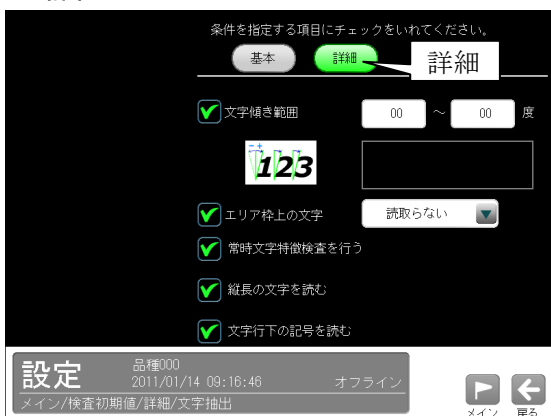 条件を指定する項目にチェックをいれてください。
基本 詳細 詳細
文字傾き範囲 00 ～ 00 度
－＋
123
エリア枠上の文字 読取らない
常時文字特徴検査を行う
縦長の文字を読む
文字行下の記号を読む
設定 品種000
2011/01/14 09:16:46 オフライン
メイン/検査初期値/詳細/文字抽出
メイン 戻る